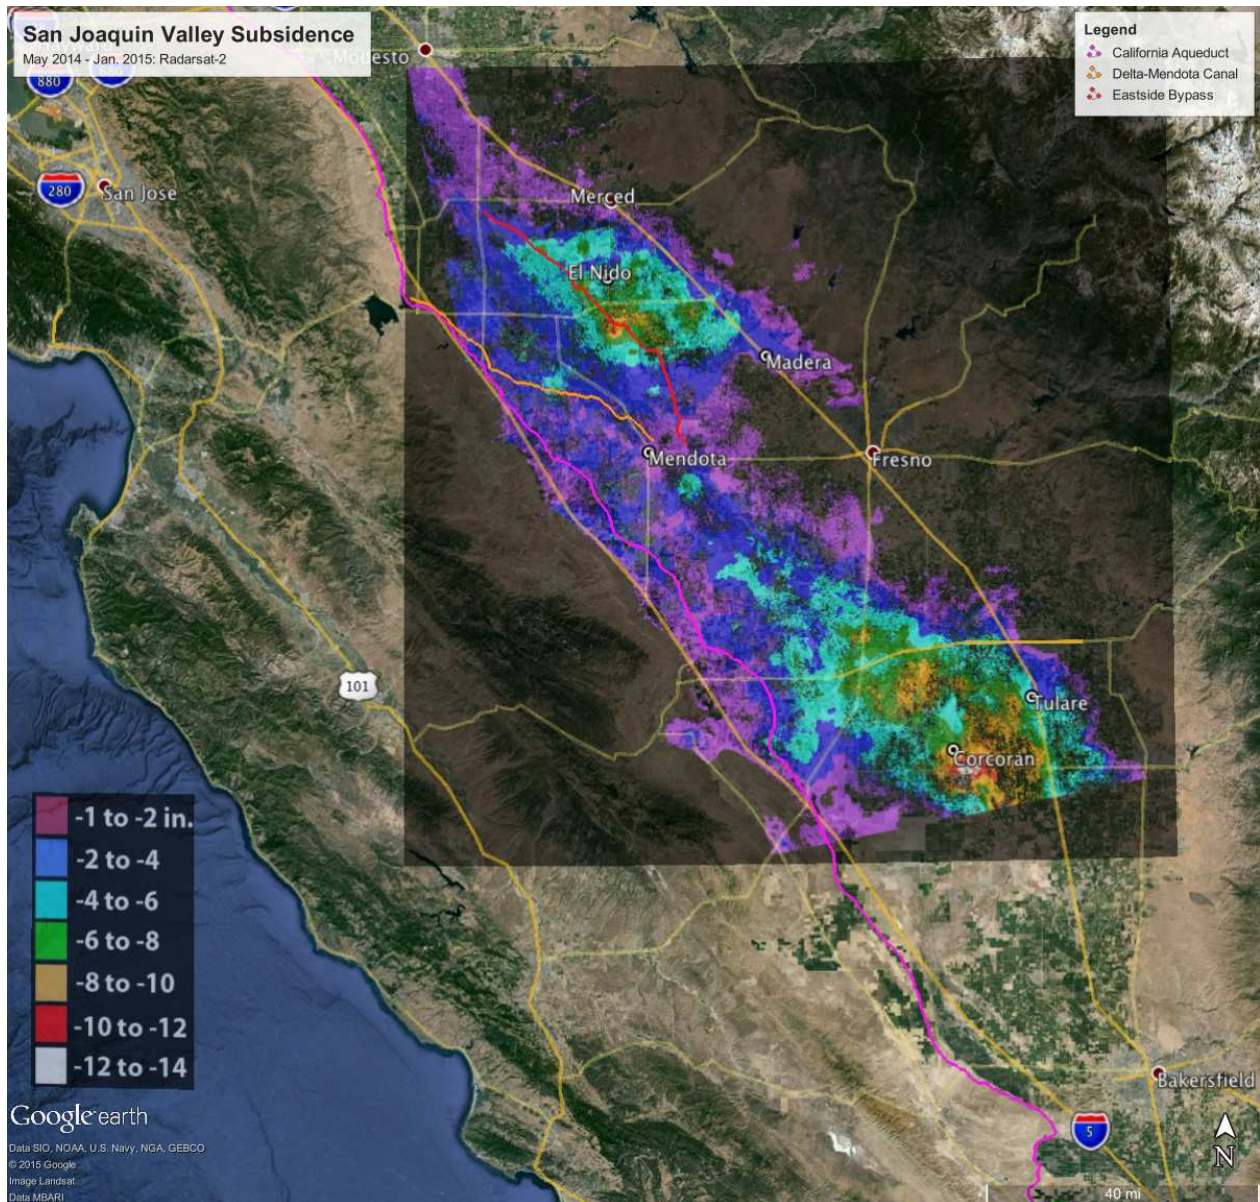 San Joaquin Valley Subsidence
May 2014 - Jan. 2015: Radarsat-2
Legend
California Aqueduct
Delta-Mendota Canal
Eastside Bypass
Modesto
880
280
San Jose
Merced
El Nido
Madera
Mendota
Fresno
101
Tulare
Corcoran
-1 to -2 in.
-2 to -4
-4 to -6
-6 to -8
-8 to -10
-10 to -12
-12 to -14
Bakersfield
5
N
40 mi
Google earth
Data SIO, NOAA, U.S. Navy, NGA, GEBCO
© 2015 Google
Image Landsat
Data MBARI